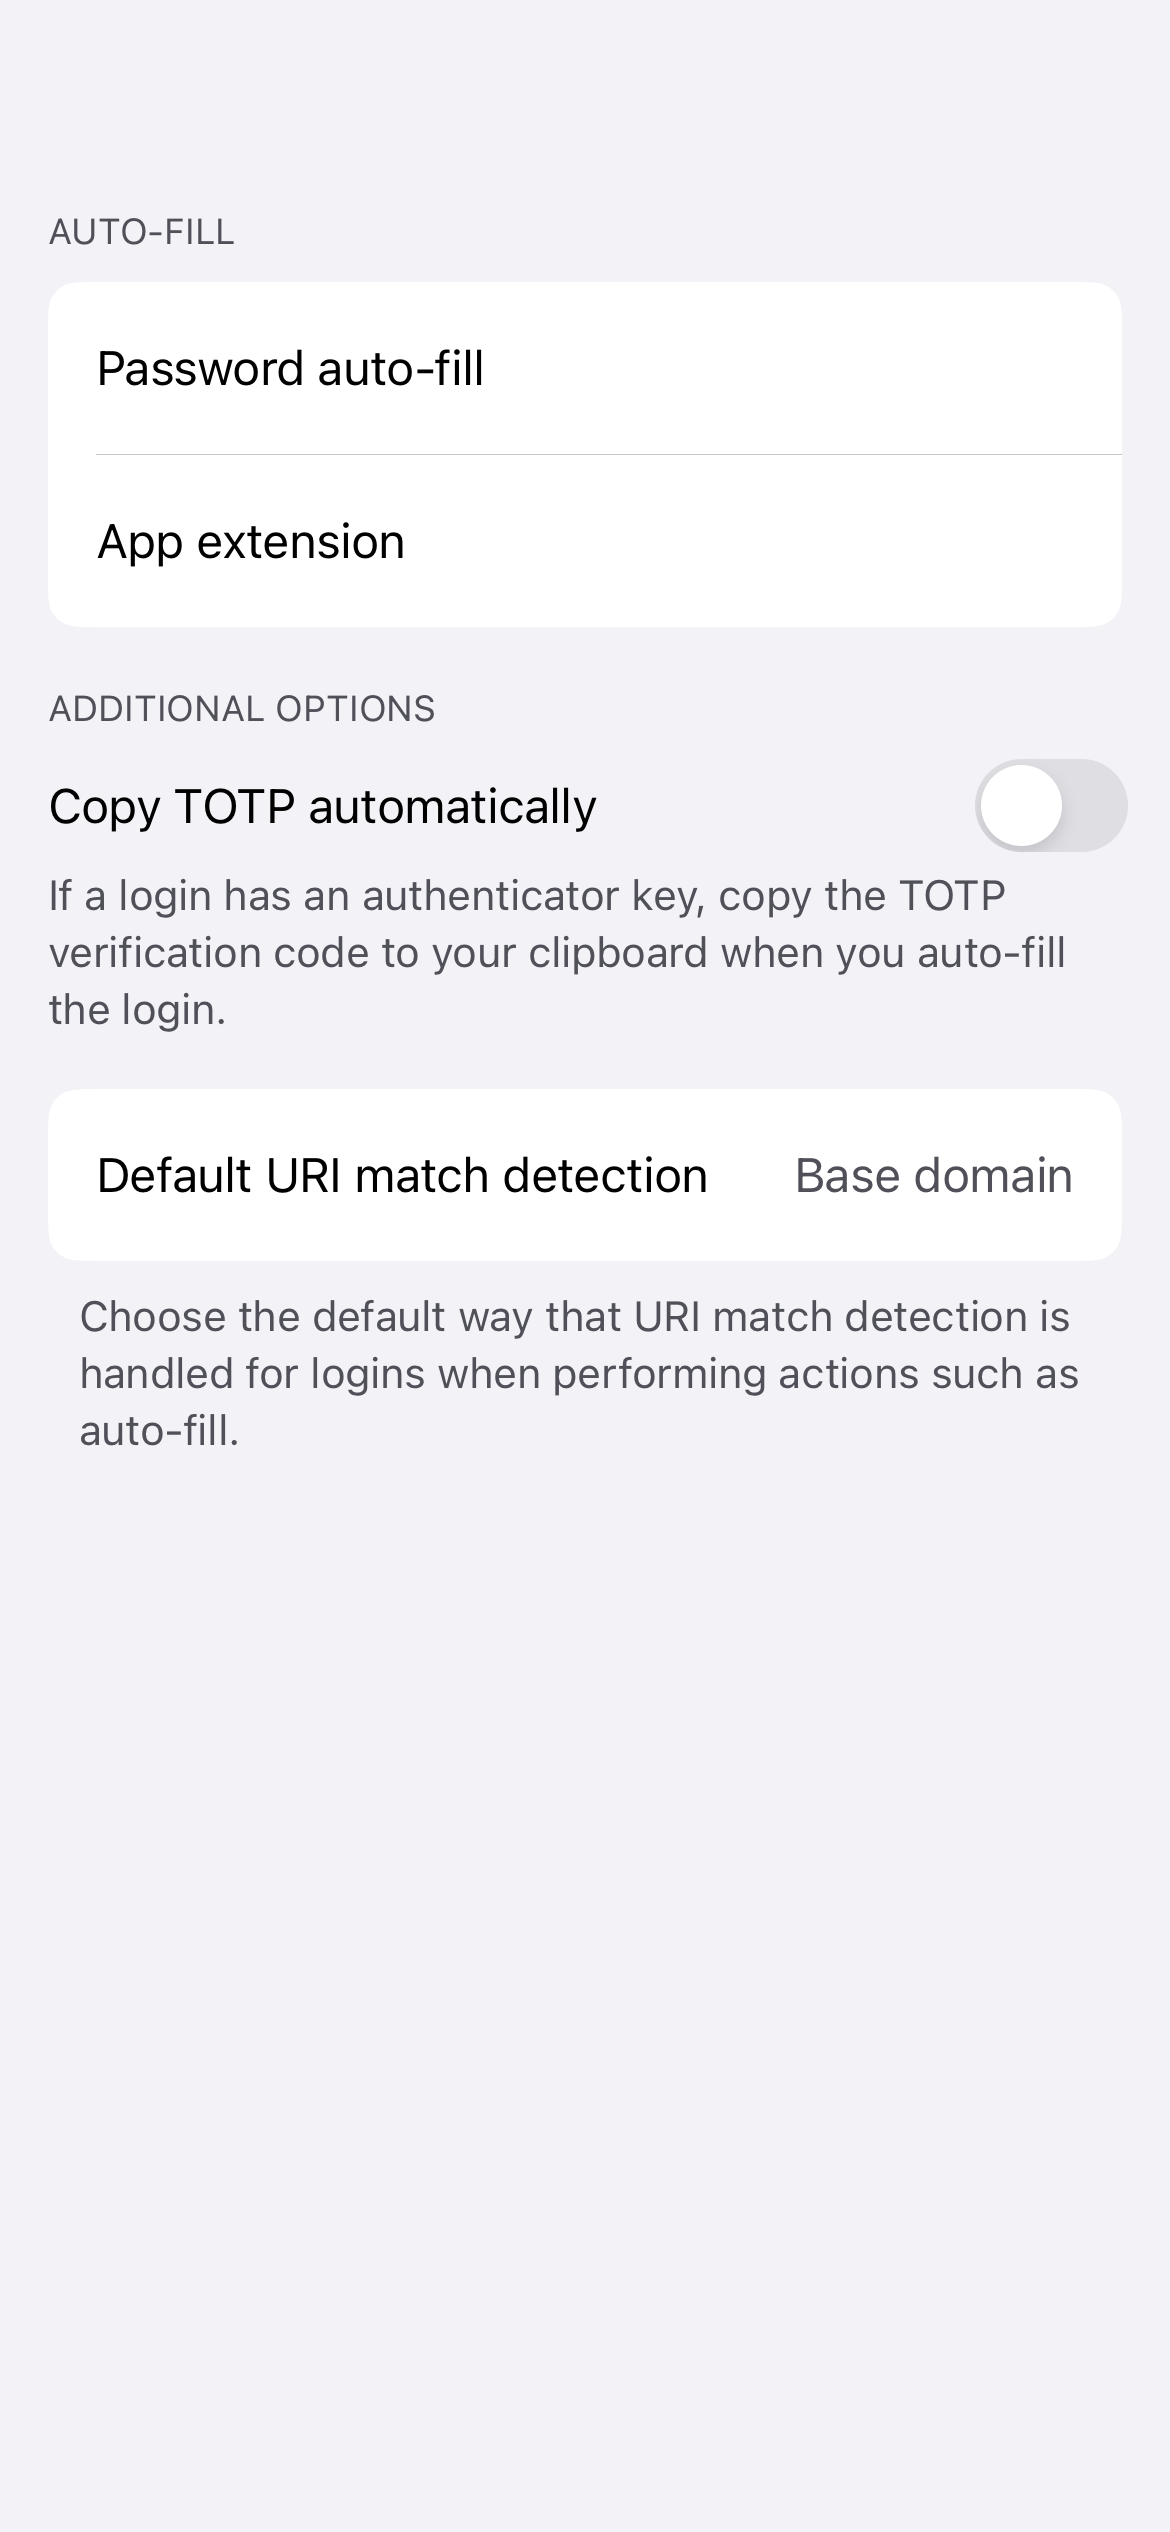 AUTO-FILL
Password auto-fill
App extension
ADDITIONAL OPTIONS
Copy TOTP automatically
If a login has an authenticator key, copy the TOTP
verification code to your clipboard when you auto-fill
the login.
Default URI match detection Base domain
Choose the default way that URI match detection is
handled for logins when performing actions such as
auto-fill.